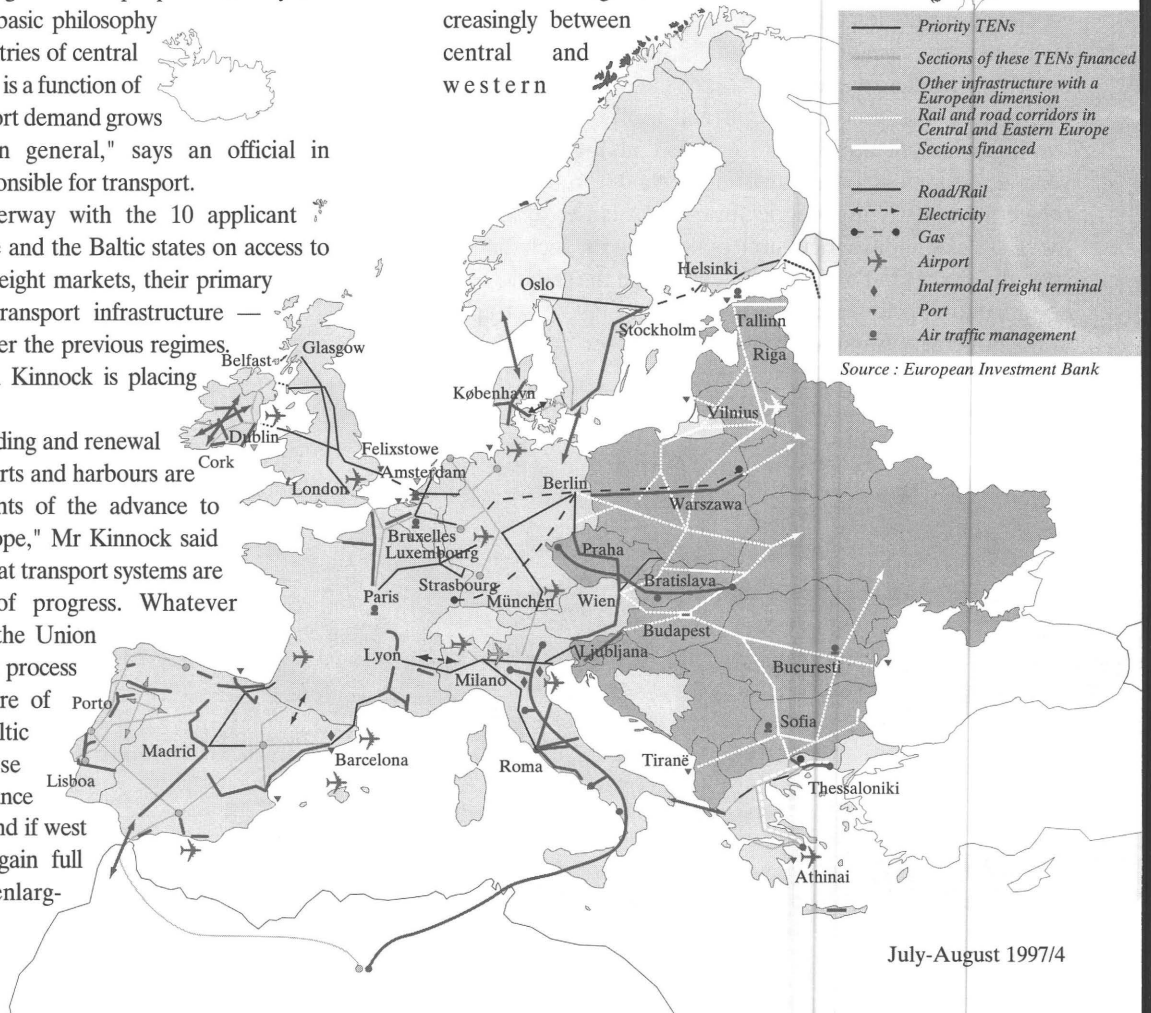 basic philosophy
tries of central
is a function of
ort demand grows
n general," says an official in
onsible for transport.
erway with the 10 applicant
e and the Baltic states on access to
eight markets, their primary
ransport infrastructure —
er the previous regimes.
Kinnock is placing
ding and renewal
rts and harbours are
nts of the advance to
ope," Mr Kinnock said
at transport systems are
of progress. Whatever
the Union
process
re of
ltic
se
nce
nd if west
gain full
enlarg-
creasingly between
central and
western
Priority TENs
Sections of these TENs financed
Other infrastructure with a
European dimension
Rail and road corridors in
Central and Eastern Europe
Sections financed
Road/Rail
Electricity
Gas
Airport
Intermodal freight terminal
Port
Air traffic management
Source : European Investment Bank
Helsinki
Oslo
Stockholm
Tallinn
Riga
Glasgow
Belfast
København
Vilnius
Dublin
Cork
Felixstowe
Amsterdam
London
Berlin
Warszawa
Bruxelles
Luxembourg
Praha
Strasbourg
Bratislava
Paris
München
Wien
Budapest
Lyon
Ljubljana
Milano
Bucuresti
Porto
Madrid
Sofia
Barcelona
Roma
Tiranë
Lisboa
Thessaloniki
Athinai
July-August 1997/4